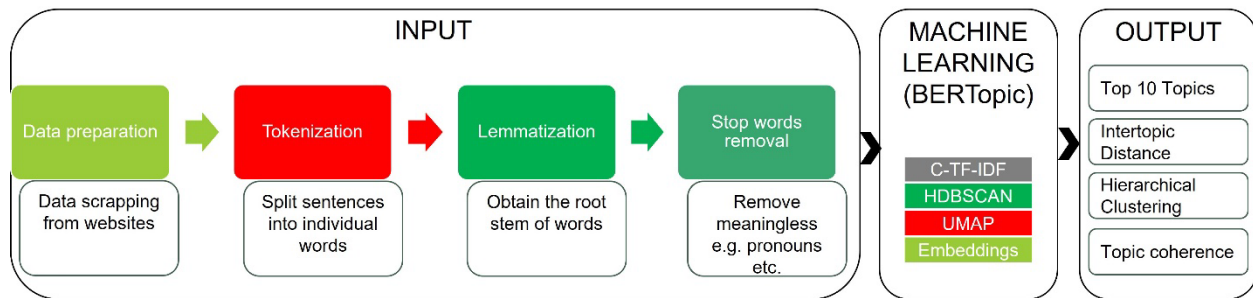 INPUT
Data preparation
Data scrapping
from websites
Tokenization
Split sentences
into individual
words
Lemmatization
Obtain the root
stem of words
Stop words
removal
Remove
meaningless
e.g. pronouns
etc.
MACHINE
LEARNING
(BERTopic)
C-TF-IDF
HDBSCAN
UMAP
Embeddings
OUTPUT
Top 10 Topics
Intertopic
Distance
Hierarchical
Clustering
Topic coherence